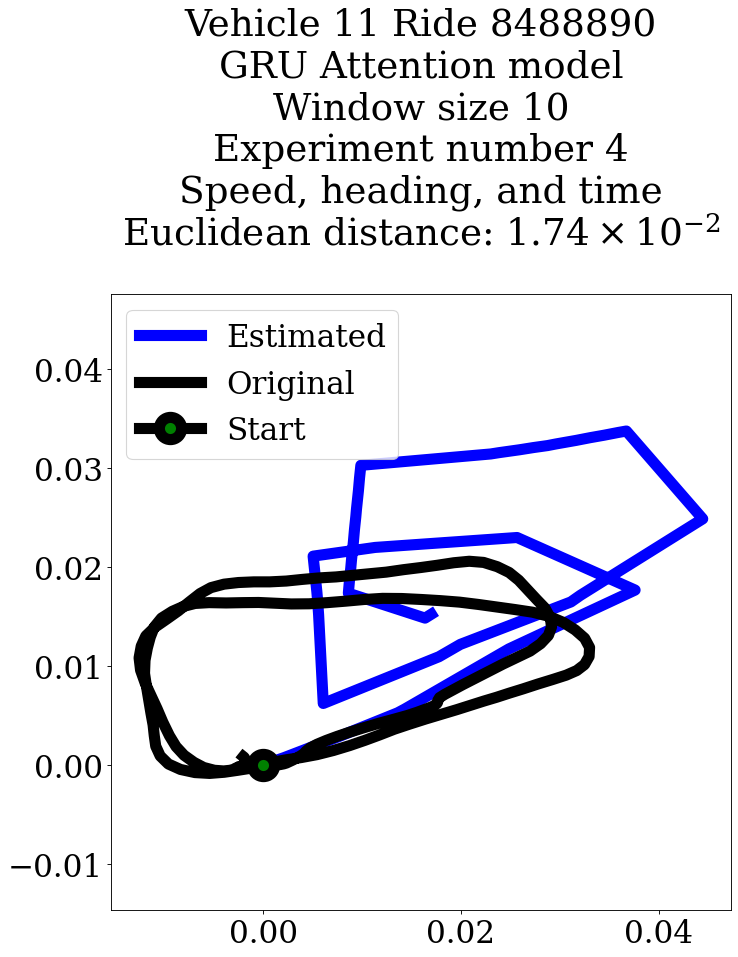 Vehicle 11 Ride 8488890
GRU Attention model
Window size 10
Experiment number 4
Speed, heading, and time
Euclidean distance: 1.74 × 10⁻²
Estimated
Original
Start
0.04
0.03
0.02
0.01
0.00
−0.01
0.00 0.02 0.04